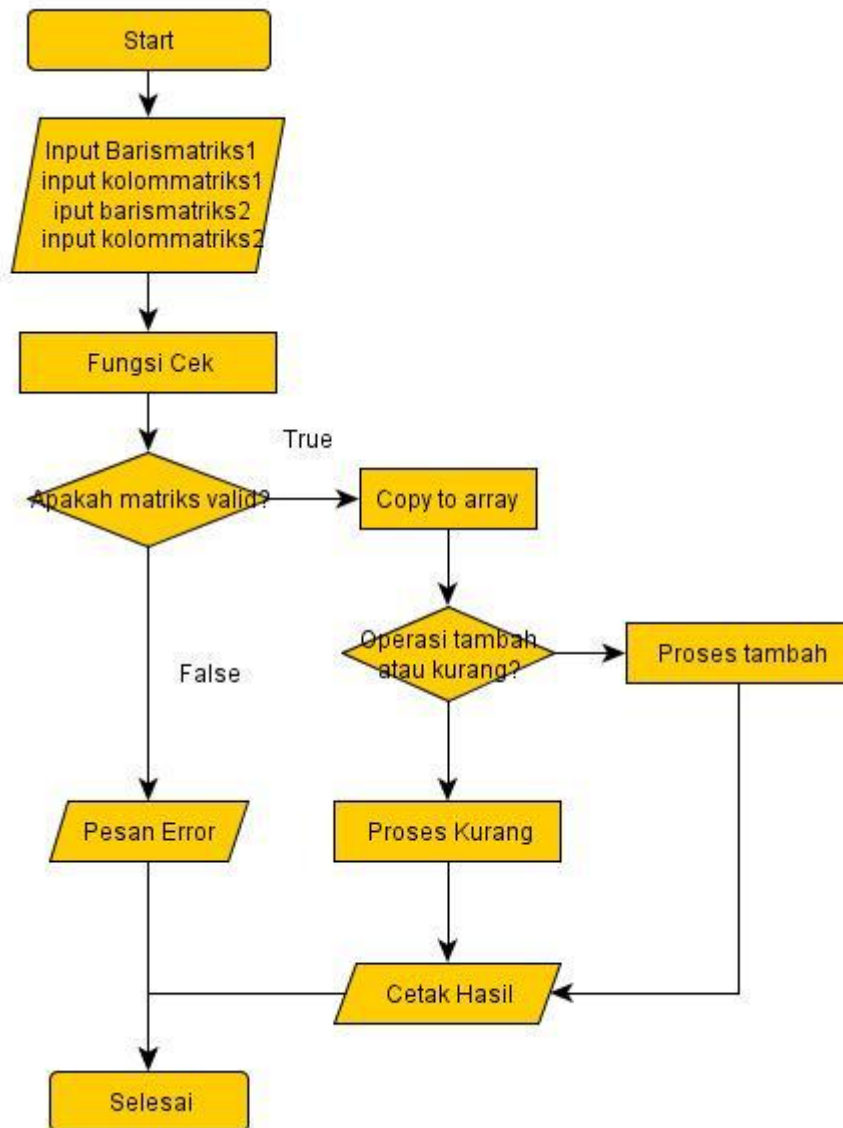 Start
Input Barismatriks1
input kolommatriks1
iput barismatriks2
input kolommatriks2
Fungsi Cek
True
Apakah matriks valid?
Copy to array
Operasi tambah
atau kurang?
Proses tambah
False
Pesan Error
Proses Kurang
Cetak Hasil
Selesai